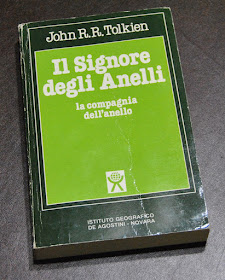 John R.R. Tolkien
Il Signore
degli Anelli
la compagnia
dell'anello
ISTITUTO GEOGRAFICO
DE AGOSTINI - NOVARA